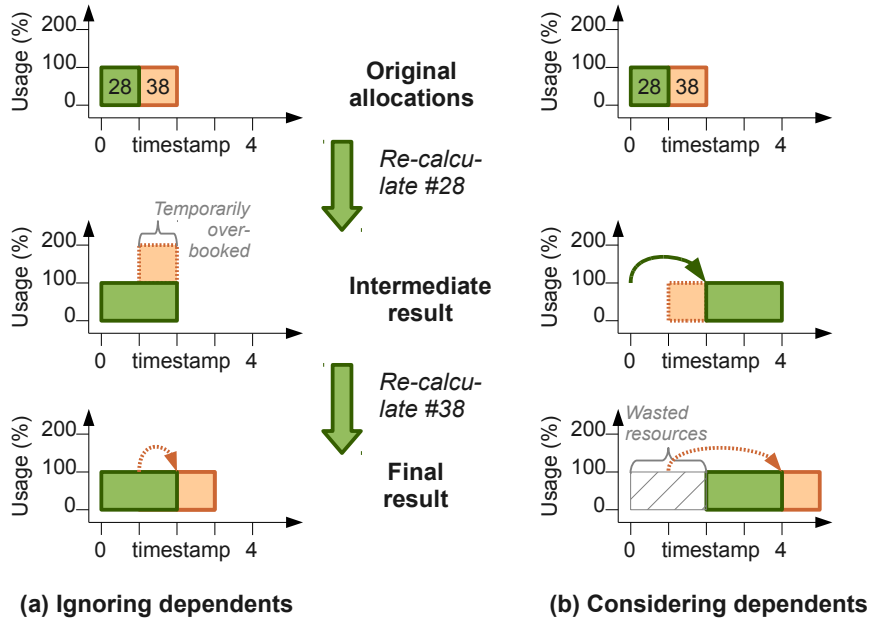 Usage (%)
200
100
0
28 38
0 timestamp 4
Original
allocations
Usage (%)
200
100
0
28 38
0 timestamp 4
Re-calcu-
late #28
Usage (%)
200
100
0
Temporarily
over-
booked
0 timestamp 4
Intermediate
result
Usage (%)
200
100
0
0 timestamp 4
Re-calcu-
late #38
Usage (%)
200
100
0
0 timestamp 4
Final
result
Usage (%)
200
100
0
Wasted
resources
0 timestamp 4
(a) Ignoring dependents
(b) Considering dependents